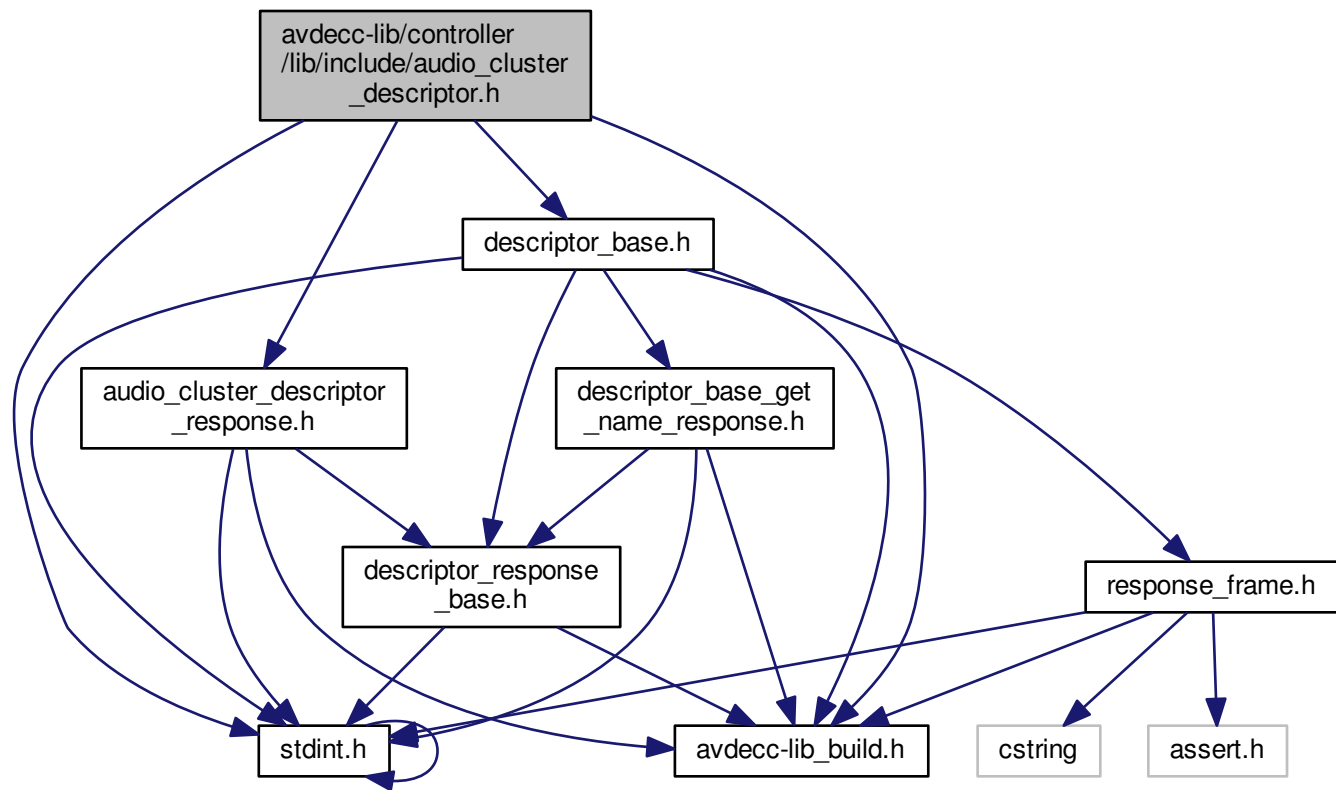 avdecc-lib/controller
/lib/include/audio_cluster
_descriptor.h
descriptor_base.h
audio_cluster_descriptor
_response.h
descriptor_base_get
_name_response.h
descriptor_response
_base.h
response_frame.h
stdint.h
avdecc-lib_build.h
cstring
assert.h